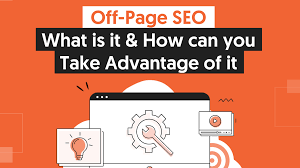 Off-Page SEO
What is it & How can you
Take Advantage of it